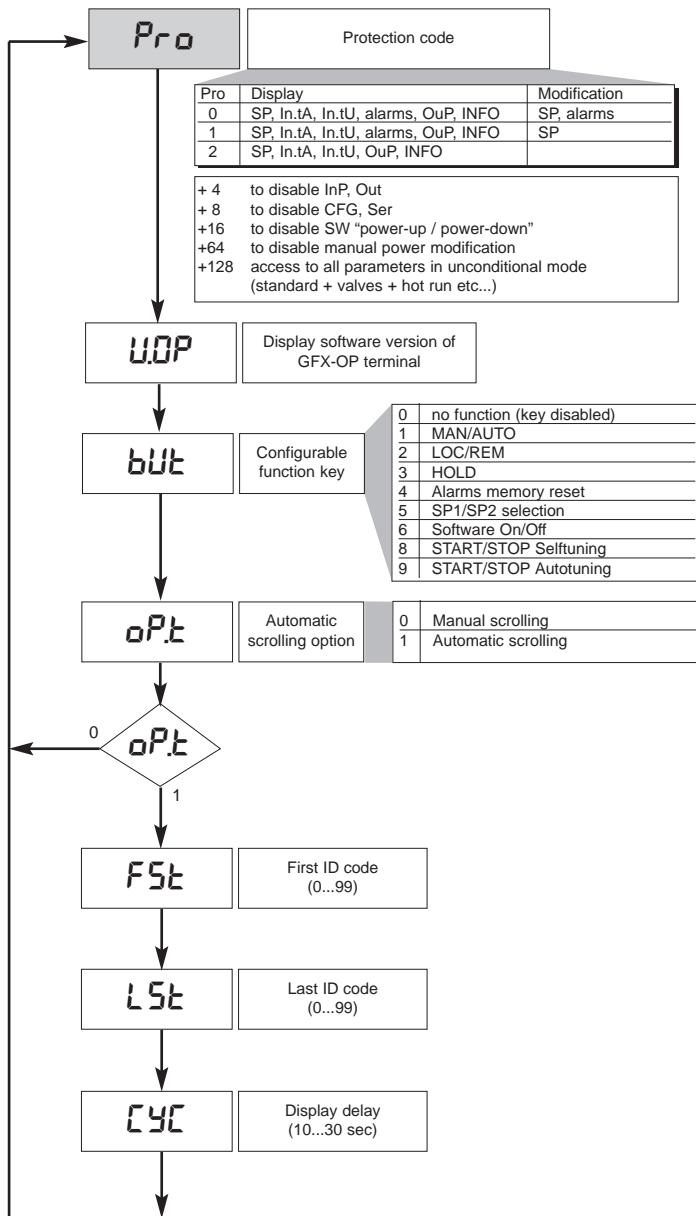 Pro
Protection code
Pro Display Modification
0 SP, In.tA, In.tU, alarms, OuP, INFO SP, alarms
1 SP, In.tA, In.tU, alarms, OuP, INFO SP
2 SP, In.tA, In.tU, OuP, INFO
+ 4 to disable InP, Out
+ 8 to disable CFG, Ser
+16 to disable SW “power-up / power-down”
+64 to disable manual power modification
+128 access to all parameters in unconditional mode
(standard + valves + hot run etc...)
U.OP
Display software version of
GFX-OP terminal
bUt
Configurable
function key
0 no function (key disabled)
1 MAN/AUTO
2 LOC/REM
3 HOLD
4 Alarms memory reset
5 SP1/SP2 selection
6 Software On/Off
8 START/STOP Selftuning
9 START/STOP Autotuning
oP.t
Automatic
scrolling option
0 Manual scrolling
1 Automatic scrolling
0
oP.t
1
FSt
First ID code
(0...99)
LSt
Last ID code
(0...99)
CYC
Display delay
(10...30 sec)